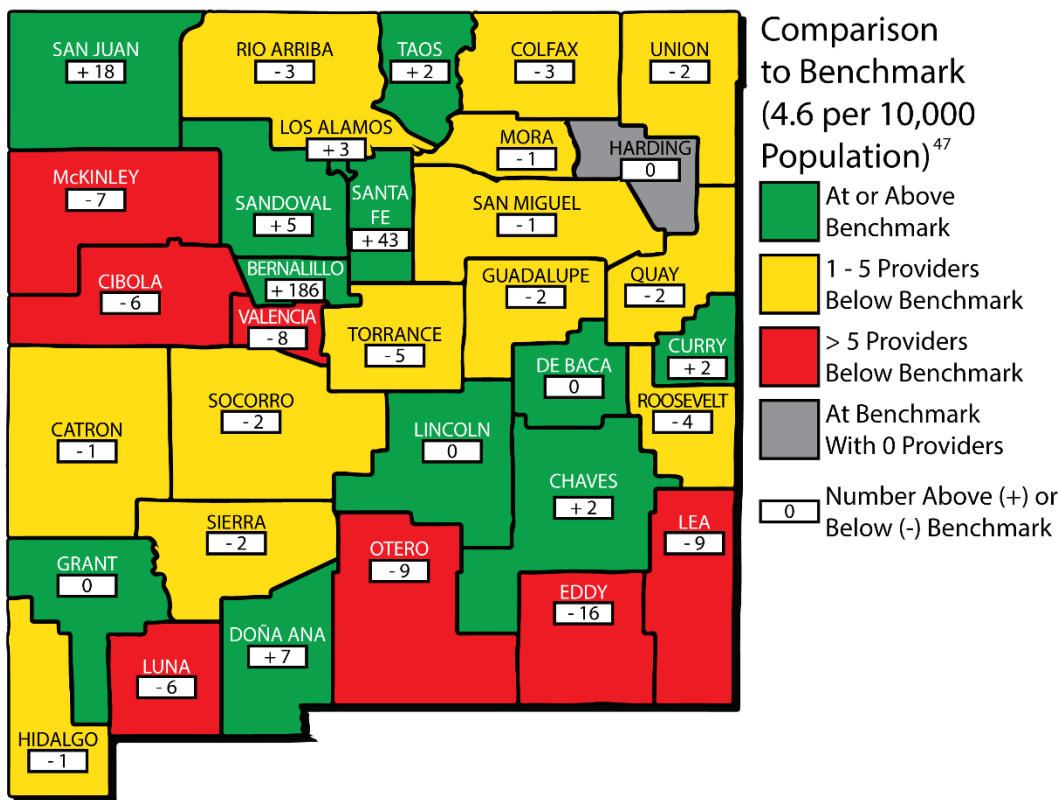 SAN JUAN
+ 18
RIO ARRIBA
- 3
TAOS
+ 2
COLFAX
- 3
UNION
- 2
LOS ALAMOS
+ 3
MORA
- 1
HARDING
0
McKINLEY
- 7
SANDOVAL
+ 5
SANTA
FE
+ 43
SAN MIGUEL
- 1
CIBOLA
- 6
BERNALILLO
+ 186
VALENCIA
- 8
TORRANCE
- 5
GUADALUPE
- 2
QUAY
- 2
CURRY
+ 2
DE BACA
0
ROOSEVELT
- 4
CATRON
- 1
SOCORRO
- 2
LINCOLN
0
CHAVES
+ 2
LEA
- 9
SIERRA
- 2
OTERO
- 9
EDDY
- 16
GRANT
0
DOÑA ANA
+ 7
LUNA
- 6
HIDALGO
- 1
Comparison
to Benchmark
(4.6 per 10,000
Population)47
At or Above
Benchmark
1 - 5 Providers
Below Benchmark
> 5 Providers
Below Benchmark
At Benchmark
With 0 Providers
0
Number Above (+) or
Below (-) Benchmark